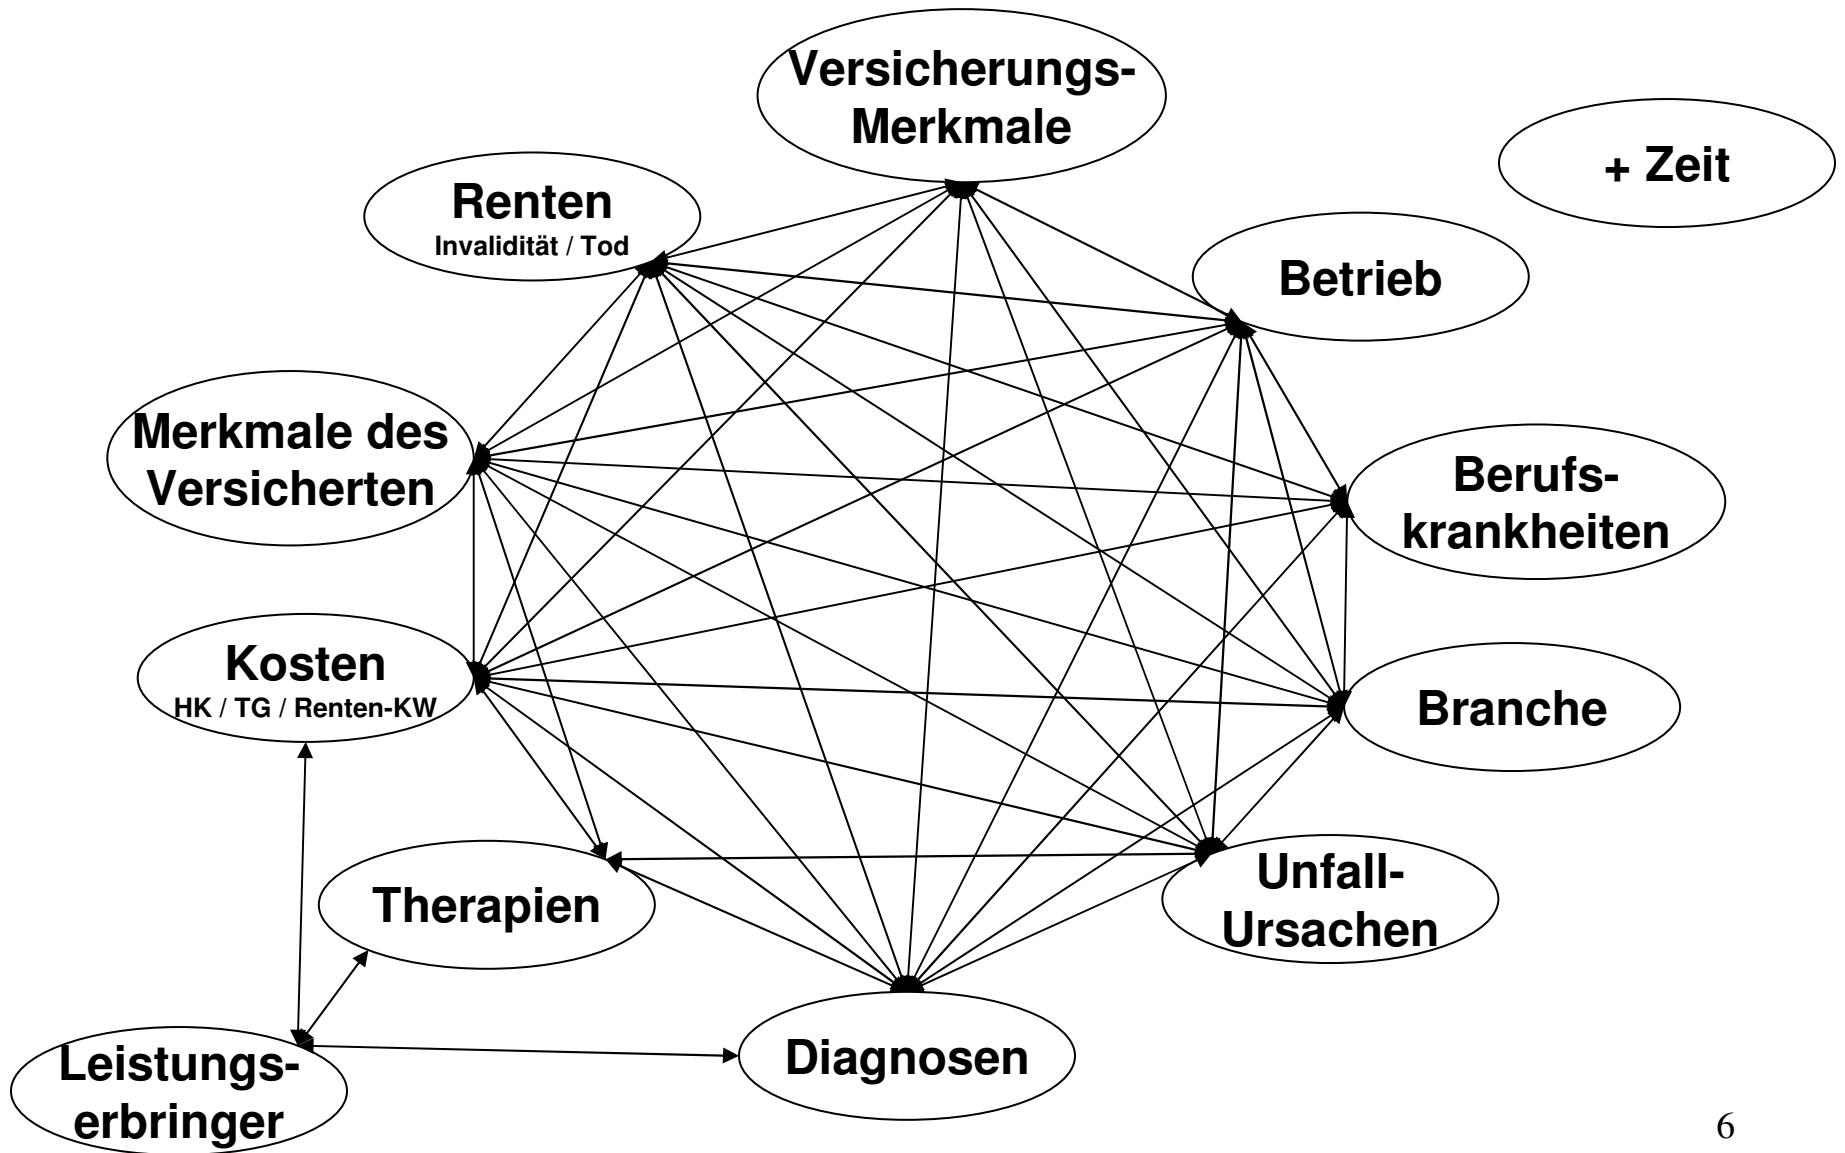 Versicherungs-
Merkmale
+ Zeit
Renten
Invalidität / Tod
Betrieb
Merkmale des
Versicherten
Berufs-
krankheiten
Kosten
HK / TG / Renten-KW
Branche
Therapien
Unfall-
Ursachen
Diagnosen
Leistungs-
erbringer
6